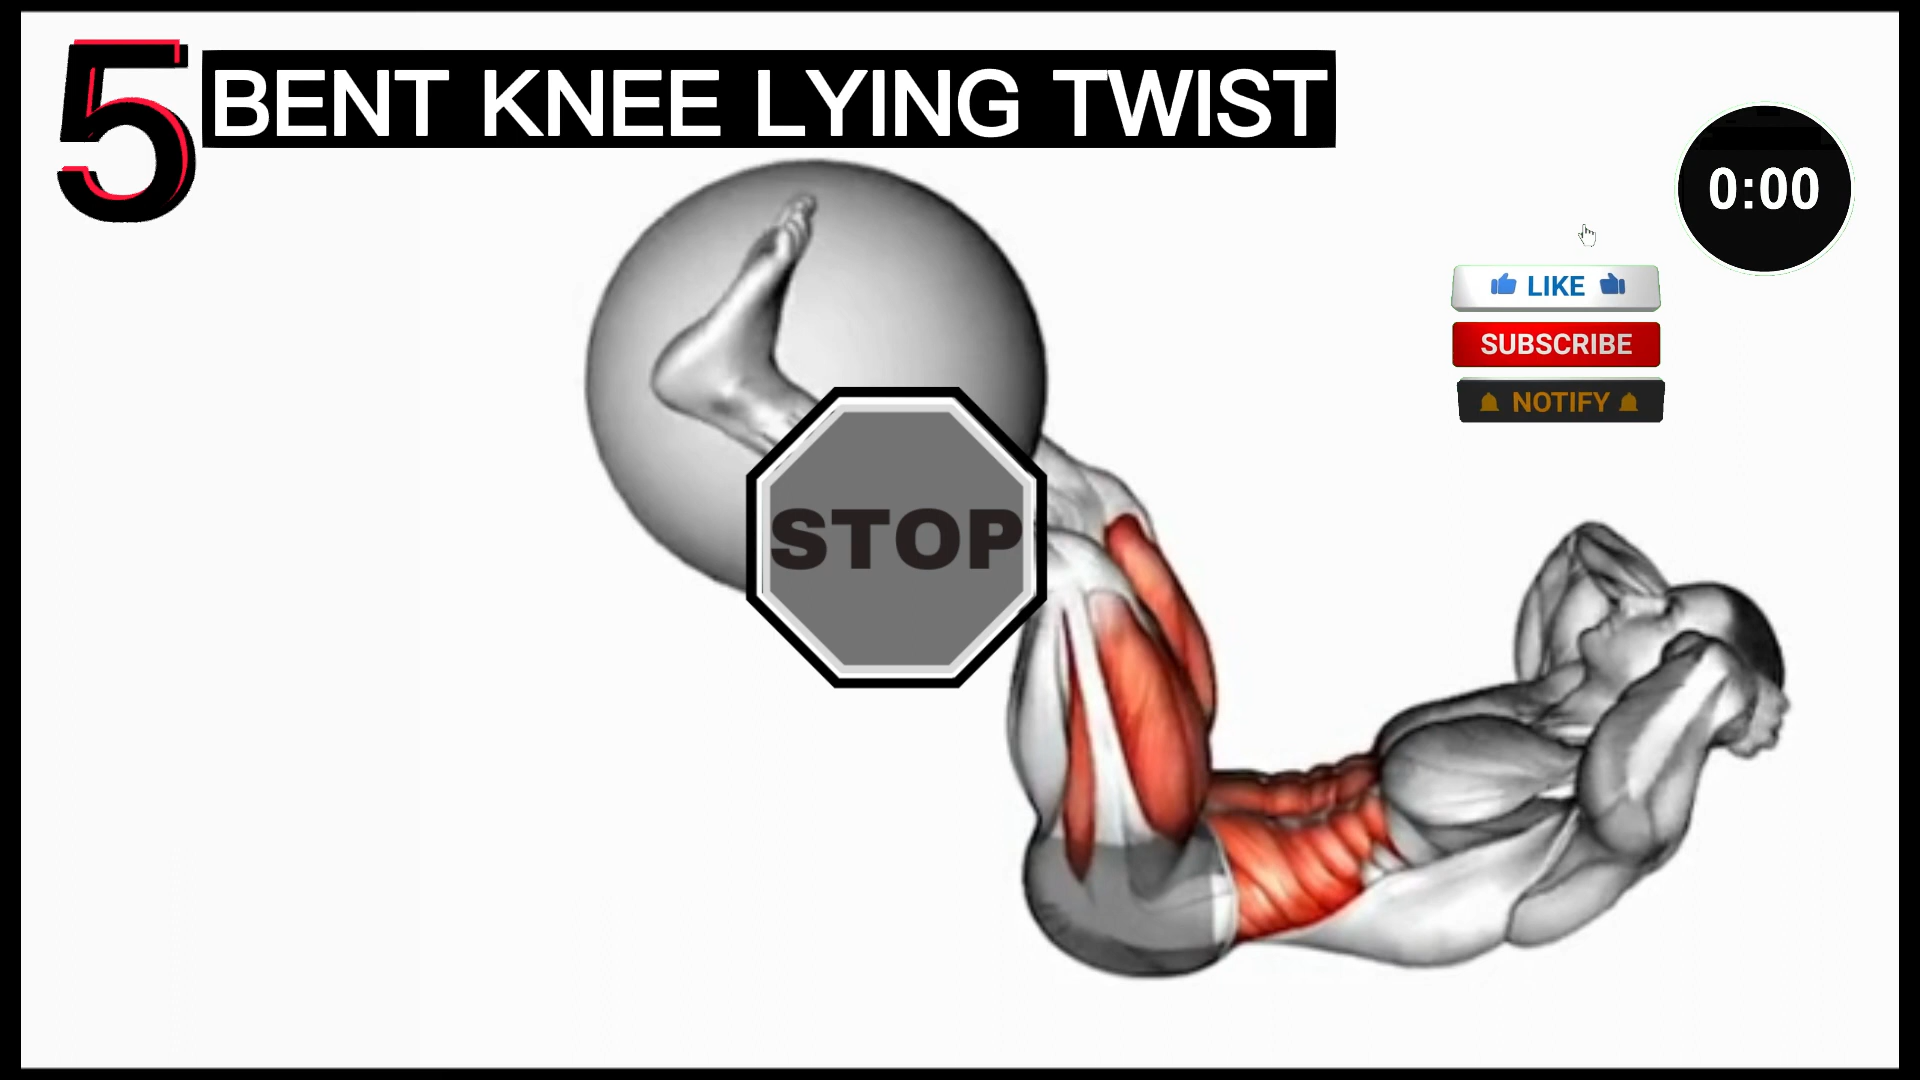 5
BENT KNEE LYING TWIST
0:00
LIKE
SUBSCRIBE
NOTIFY
STOP